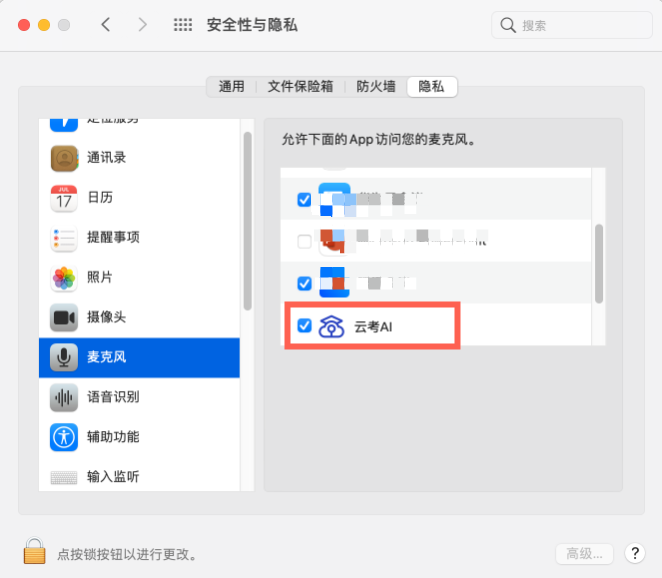 安全性与隐私
搜索
通用 文件保险箱 防火墙 隐私
定位服务
通讯录
JUL
17
日历
提醒事项
照片
摄像头
麦克风
语音识别
辅助功能
输入监听
允许下面的App访问您的麦克风。
云考AI
点按锁按钮以进行更改。
高级...
?